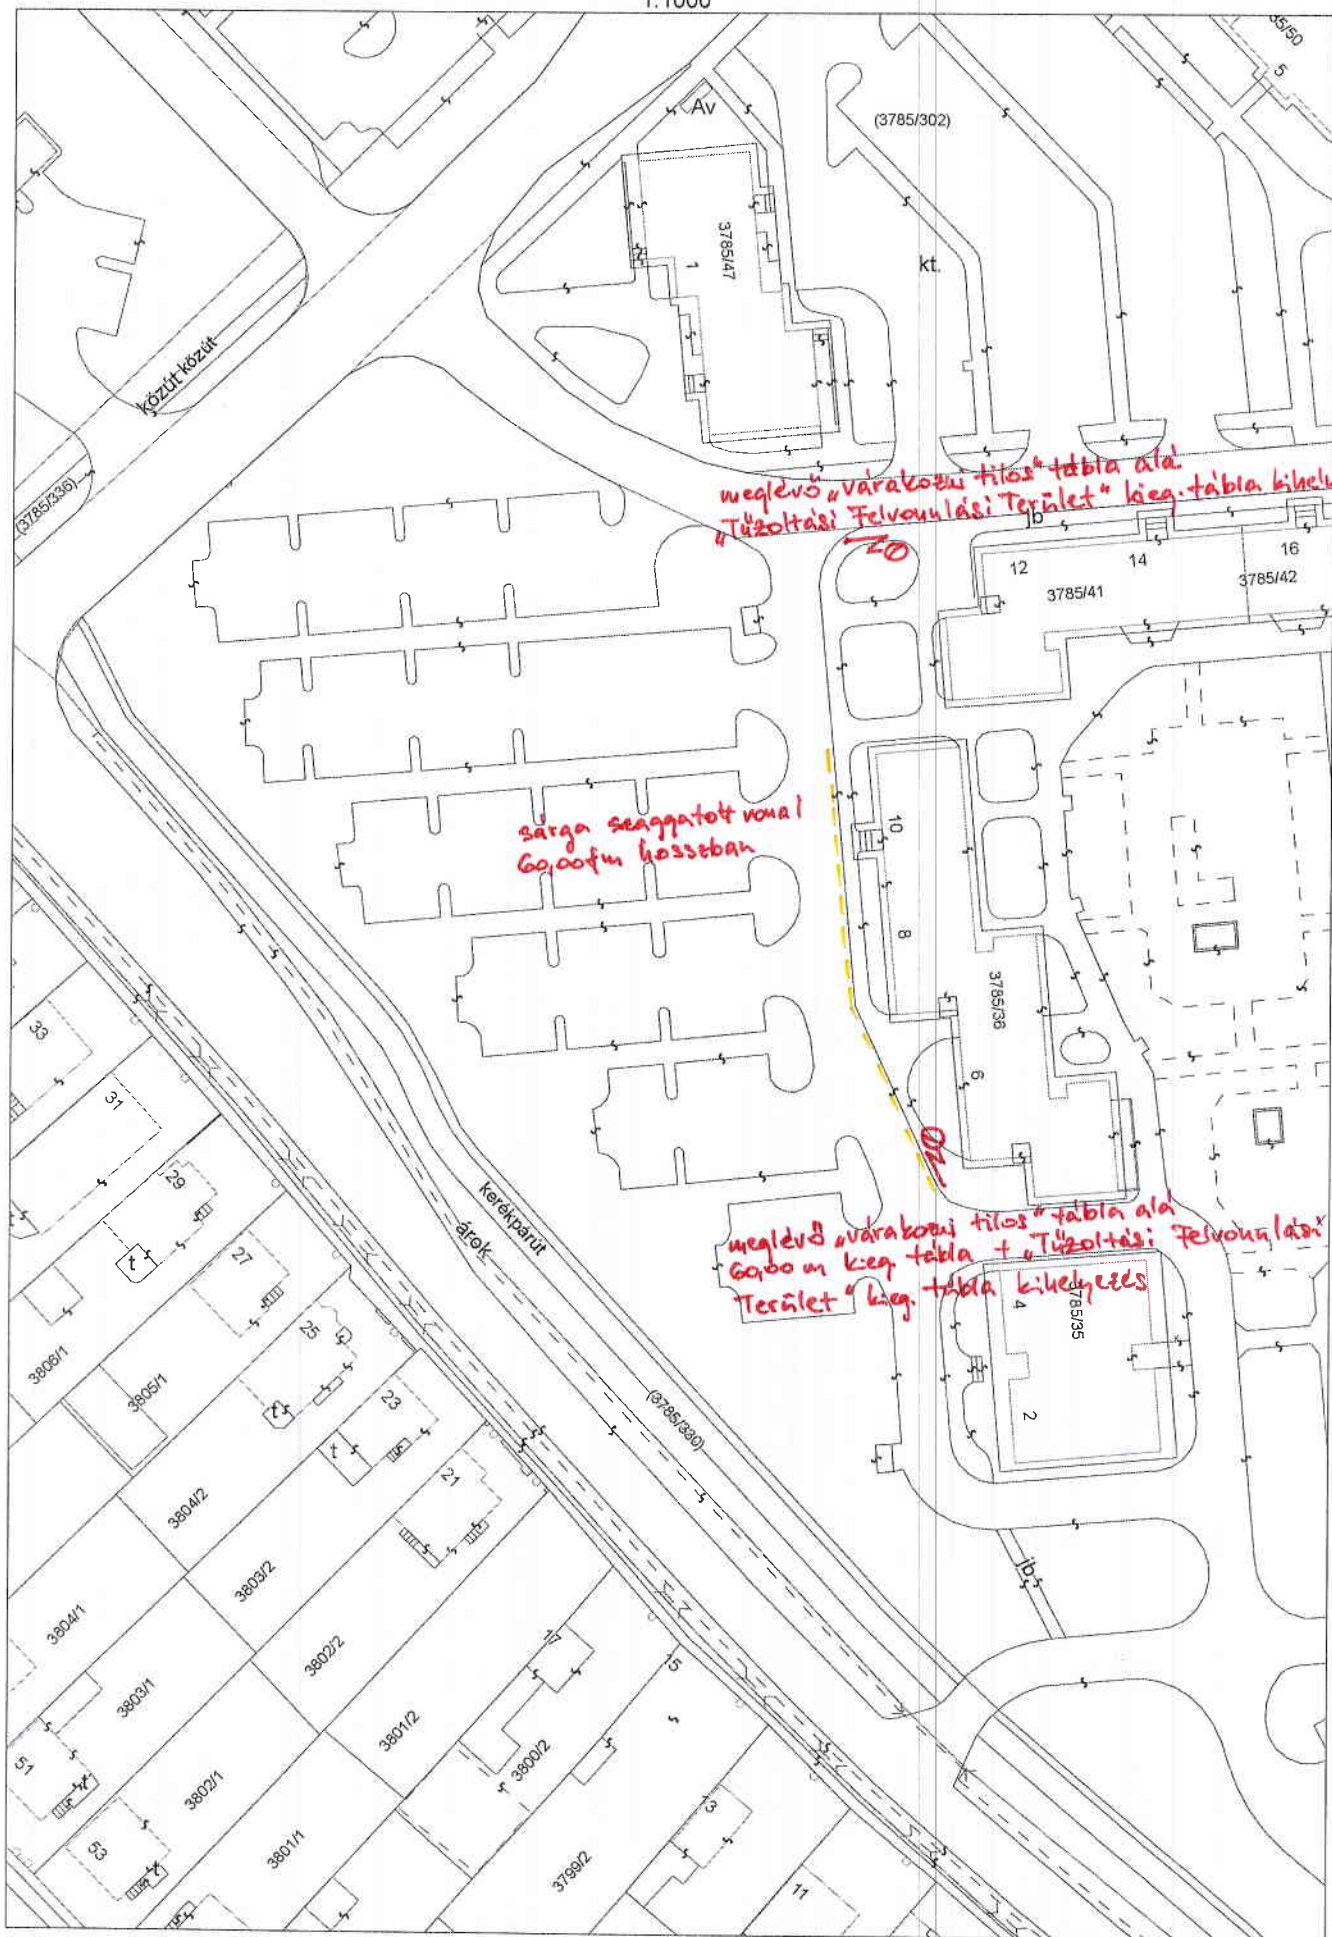 1:1000
35/50
5
Av
(3785/302)
3785/47
1
kt.
közút közút
(3785/336)
meglévő „várakozni tilos" tábla alá
„Tűzoltási Felvonulási Terület" kieg. tábla kihely
jb
12
14
16
3785/41
3785/42
sárga szaggatott vonal
60,00 fm hosszban
10
8
3785/36
6
33
31
29
t
27
25
23
21
t
t
kerékpárút
árok
meglévő „várakozni tilos" tábla alá
60,00 m kieg. tábla + „Tűzoltási Felvonulási
Terület" kieg. tábla kihelyezés
4
3785/35
2
(3785/330)
3806/1
3805/1
3804/2
3803/2
3804/1
3803/1
3802/2
3802/1
3801/2
3801/1
3800/2
3799/2
17
15
13
11
51
53
t
t
jb